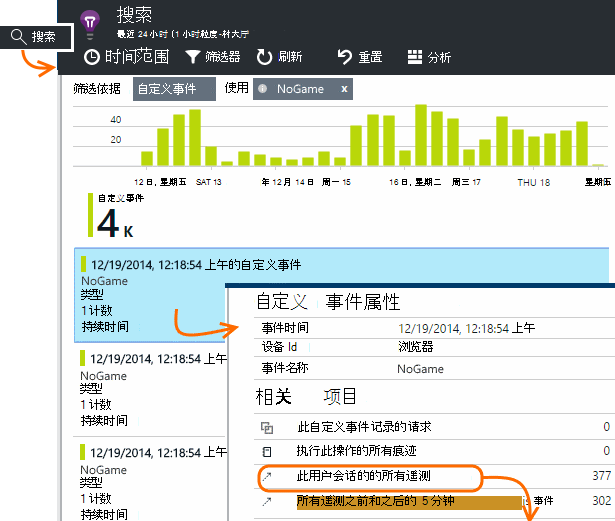 搜索
搜索
最近 24 小时 (1 小时粒度-科大厅
时间范围 筛选器 刷新 重置 分析
筛选依据 自定义事件 使用 NoGame x
40
20
12 日, 星期五 SAT 13 年 12 月 14 日 周一 15 16 日, 星期二 周三 17 THU 18 星期五
自定义事件
4 K
12/19/2014, 12:18:54 上午的自定义事件
NoGame
类型
1 计数
持续时间
12/19/2014, 12:18:54 上午
NoGame
类型
1 计数
持续时间
12/19/2014, 12:18:54 上午
NoGame
类型
1 计数
持续时间
自定义 事件属性
事件时间 12/19/2014, 12:18:54 上午
设备 Id 浏览器
事件名称 NoGame
相关 项目
此自定义事件记录的请求 0
执行此操作的所有痕迹 0
此用户会话的的所有遥测 377
所有遥测之前和之后的 5 分钟 事件 302